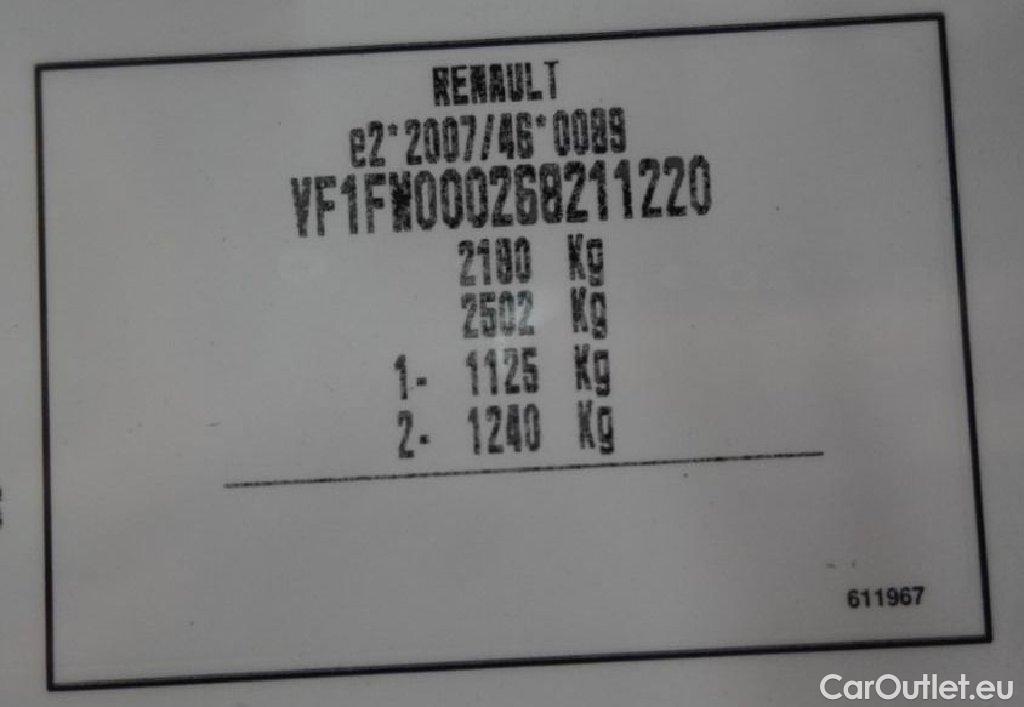 RENAULT
e2*2007/46*0089
VF1FW000268211220
2180 Kg
2502 Kg
1- 1125 Kg
2- 1240 Kg
611967
CarOutlet.eu